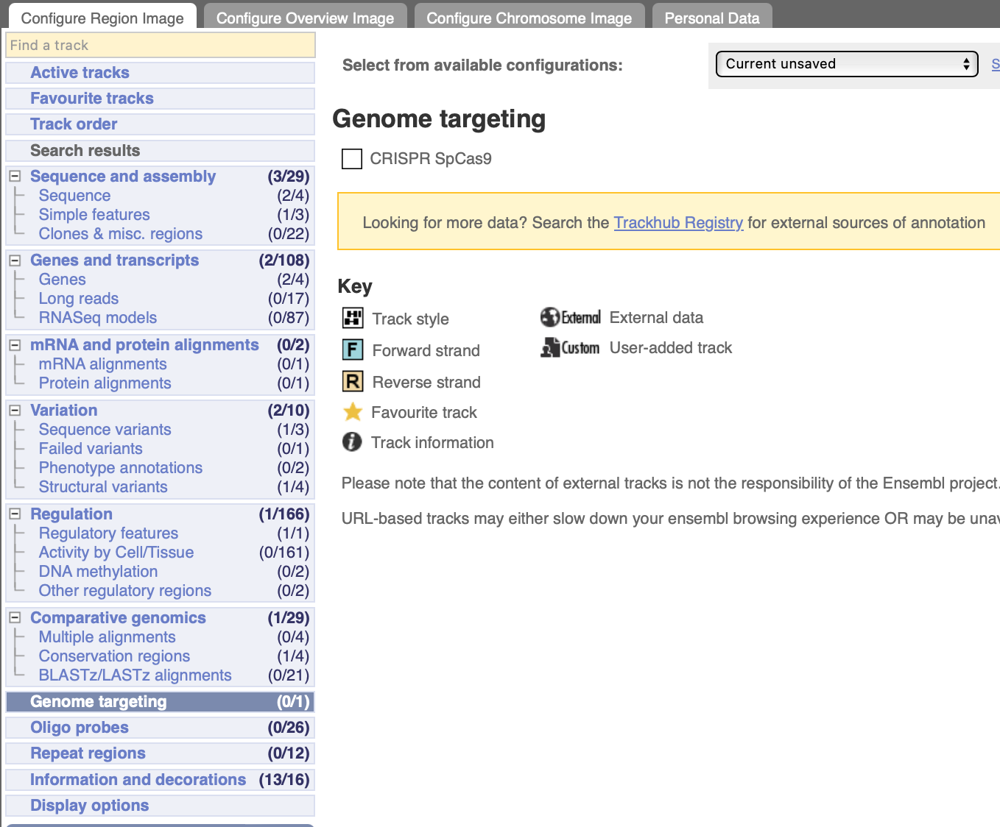 Configure Region Image
Configure Overview Image
Configure Chromosome Image
Personal Data
Find a track
Active tracks
Favourite tracks
Track order
Search results
Sequence and assembly (3/29)
Sequence (2/4)
Simple features (1/3)
Clones & misc. regions (0/22)
Genes and transcripts (2/108)
Genes (2/4)
Long reads (0/17)
RNASeq models (0/87)
mRNA and protein alignments (0/2)
mRNA alignments (0/1)
Protein alignments (0/1)
Variation (2/10)
Sequence variants (1/3)
Failed variants (0/1)
Phenotype annotations (0/2)
Structural variants (1/4)
Regulation (1/166)
Regulatory features (1/1)
Activity by Cell/Tissue (0/161)
DNA methylation (0/2)
Other regulatory regions (0/2)
Comparative genomics (1/29)
Multiple alignments (0/4)
Conservation regions (1/4)
BLASTz/LASTz alignments (0/21)
Genome targeting (0/1)
Oligo probes (0/26)
Repeat regions (0/12)
Information and decorations (13/16)
Display options
Select from available configurations:
Current unsaved
S
Genome targeting
CRISPR SpCas9
Looking for more data? Search the Trackhub Registry for external sources of annotation
Key
Track style
F Forward strand
R Reverse strand
Favourite track
i Track information
External External data
Custom User-added track
Please note that the content of external tracks is not the responsibility of the Ensembl project.
URL-based tracks may either slow down your ensembl browsing experience OR may be